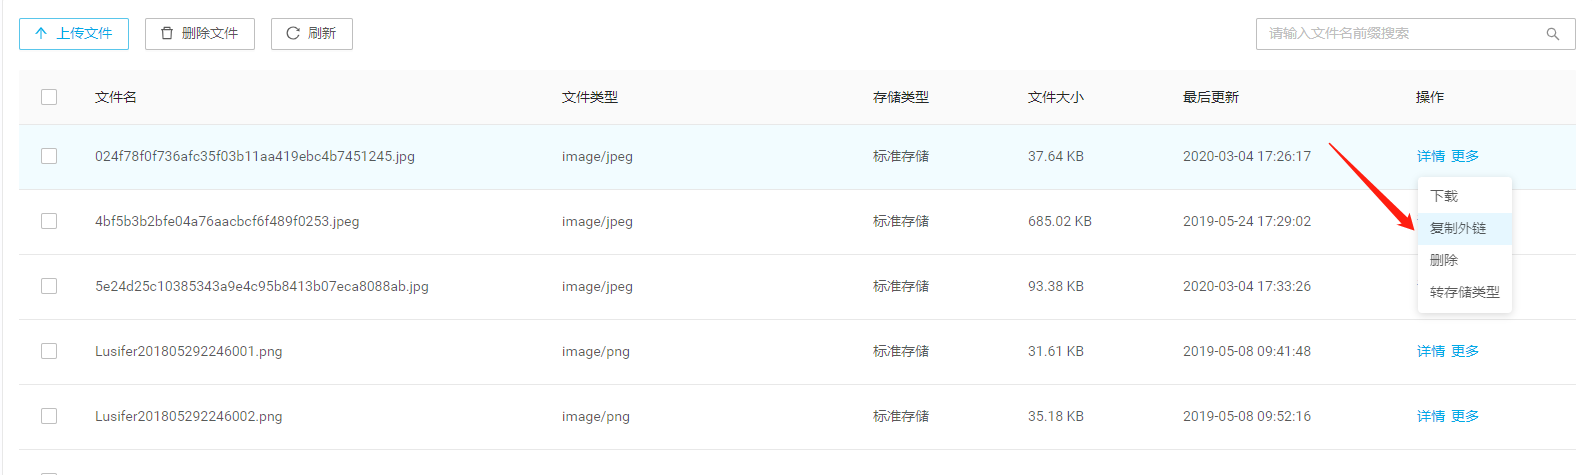 上传文件 删除文件 刷新 请输入文件名前缀搜索
文件名 文件类型 存储类型 文件大小 最后更新 操作
024f78f0f736afc35f03b11aa419ebc4b7451245.jpg image/jpeg 标准存储 37.64 KB 2020-03-04 17:26:17 详情 更多
下载
4bf5b3b2bfe04a76aacbcf6f489f0253.jpeg image/jpeg 标准存储 685.02 KB 2019-05-24 17:29:02
复制外链
删除
5e24d25c10385343a9e4c95b8413b07eca8088ab.jpg image/jpeg 标准存储 93.38 KB 2020-03-04 17:33:26
转存储类型
Lusifer201805292246001.png image/png 标准存储 31.61 KB 2019-05-08 09:41:48 详情 更多
Lusifer201805292246002.png image/png 标准存储 35.18 KB 2019-05-08 09:52:16 详情 更多